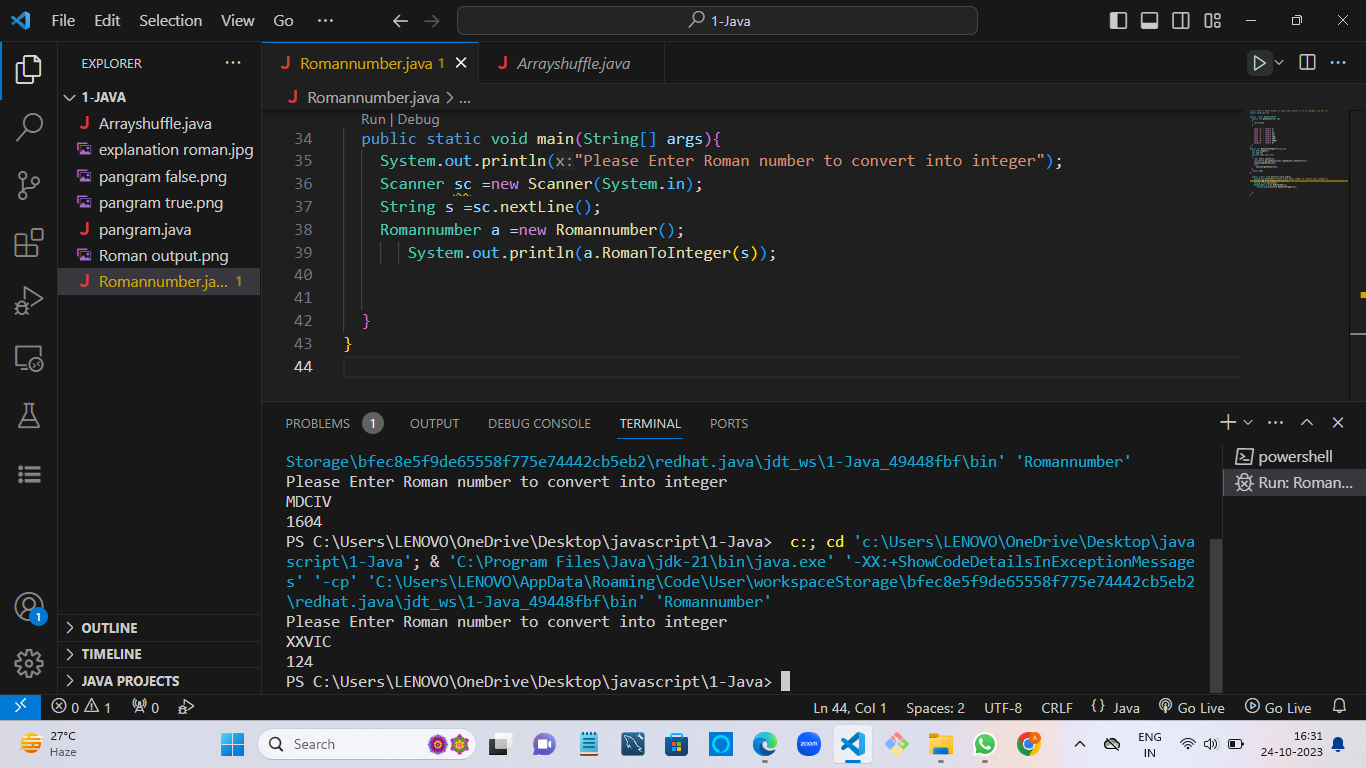 File Edit Selection View Go ··· 1-Java
EXPLORER ···
1-JAVA
Arrayshuffle.java
explanation roman.jpg
pangram false.png
pangram true.png
pangram.java
Roman output.png
Romannumber.ja... 1
OUTLINE
TIMELINE
JAVA PROJECTS
Romannumber.java 1 Arrayshuffle.java
Romannumber.java > ...
Run | Debug
34 public static void main(String[] args){
35 System.out.println(x:"Please Enter Roman number to convert into integer");
36 Scanner sc =new Scanner(System.in);
37 String s =sc.nextLine();
38 Romannumber a =new Romannumber();
39 System.out.println(a.RomanToInteger(s));
40
41
42 }
43 }
44
PROBLEMS 1 OUTPUT DEBUG CONSOLE TERMINAL PORTS
Storage\bfec8e5f9de65558f775e74442cb5eb2\redhat.java\jdt_ws\1-Java_49448fbf\bin' 'Romannumber'
Please Enter Roman number to convert into integer
MDCIV
1604
PS C:\Users\LENOVO\OneDrive\Desktop\javascript\1-Java>  c:; cd 'c:\Users\LENOVO\OneDrive\Desktop\java
script\1-Java'; & 'C:\Program Files\Java\jdk-21\bin\java.exe' '-XX:+ShowCodeDetailsInExceptionMessage
s' '-cp' 'C:\Users\LENOVO\AppData\Roaming\Code\User\workspaceStorage\bfec8e5f9de65558f775e74442cb5eb2
\redhat.java\jdt_ws\1-Java_49448fbf\bin' 'Romannumber'
Please Enter Roman number to convert into integer
XXVIC
124
PS C:\Users\LENOVO\OneDrive\Desktop\javascript\1-Java>
powershell
Run: Roman...
1
0 1 0 Ln 44, Col 1 Spaces: 2 UTF-8 CRLF {} Java Go Live Go Live
27°C
Haze
Search
zoom
ENG
IN
16:31
24-10-2023